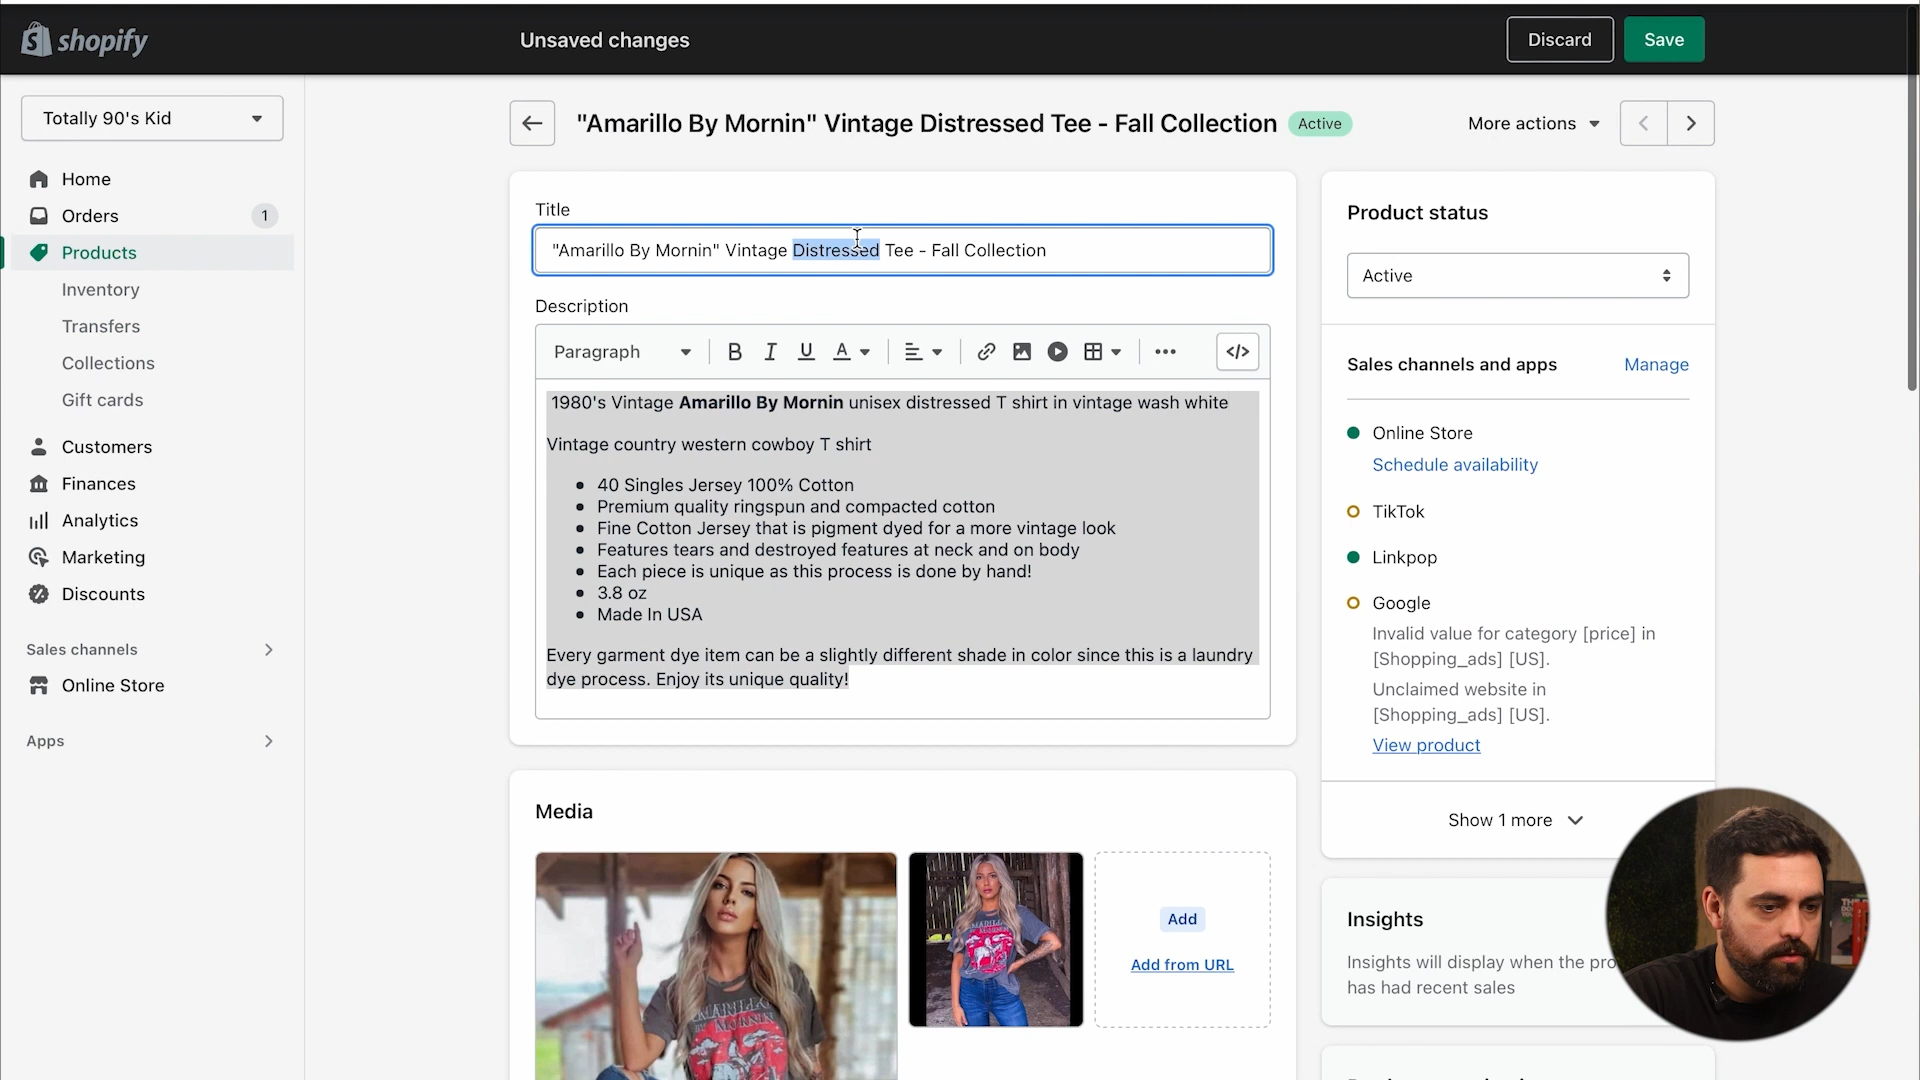 shopify
Unsaved changes
Discard
Save
Totally 90's Kid
"Amarillo By Mornin" Vintage Distressed Tee - Fall Collection
Active
More actions
Home
Orders
1
Products
Inventory
Transfers
Collections
Gift cards
Customers
Finances
Analytics
Marketing
Discounts
Sales channels
Online Store
Apps
Title
"Amarillo By Mornin" Vintage Distressed Tee - Fall Collection
Description
Paragraph
B I U A
</>
1980's Vintage Amarillo By Mornin unisex distressed T shirt in vintage wash white
Vintage country western cowboy T shirt
40 Singles Jersey 100% Cotton
Premium quality ringspun and compacted cotton
Fine Cotton Jersey that is pigment dyed for a more vintage look
Features tears and destroyed features at neck and on body
Each piece is unique as this process is done by hand!
3.8 oz
Made In USA
Every garment dye item can be a slightly different shade in color since this is a laundry
dye process. Enjoy its unique quality!
Media
Add
Add from URL
Product status
Active
Sales channels and apps
Manage
Online Store
Schedule availability
TikTok
Linkpop
Google
Invalid value for category [price] in
[Shopping_ads] [US].
Unclaimed website in
[Shopping_ads] [US].
View product
Show 1 more
Insights
Insights will display when the pro
has had recent sales